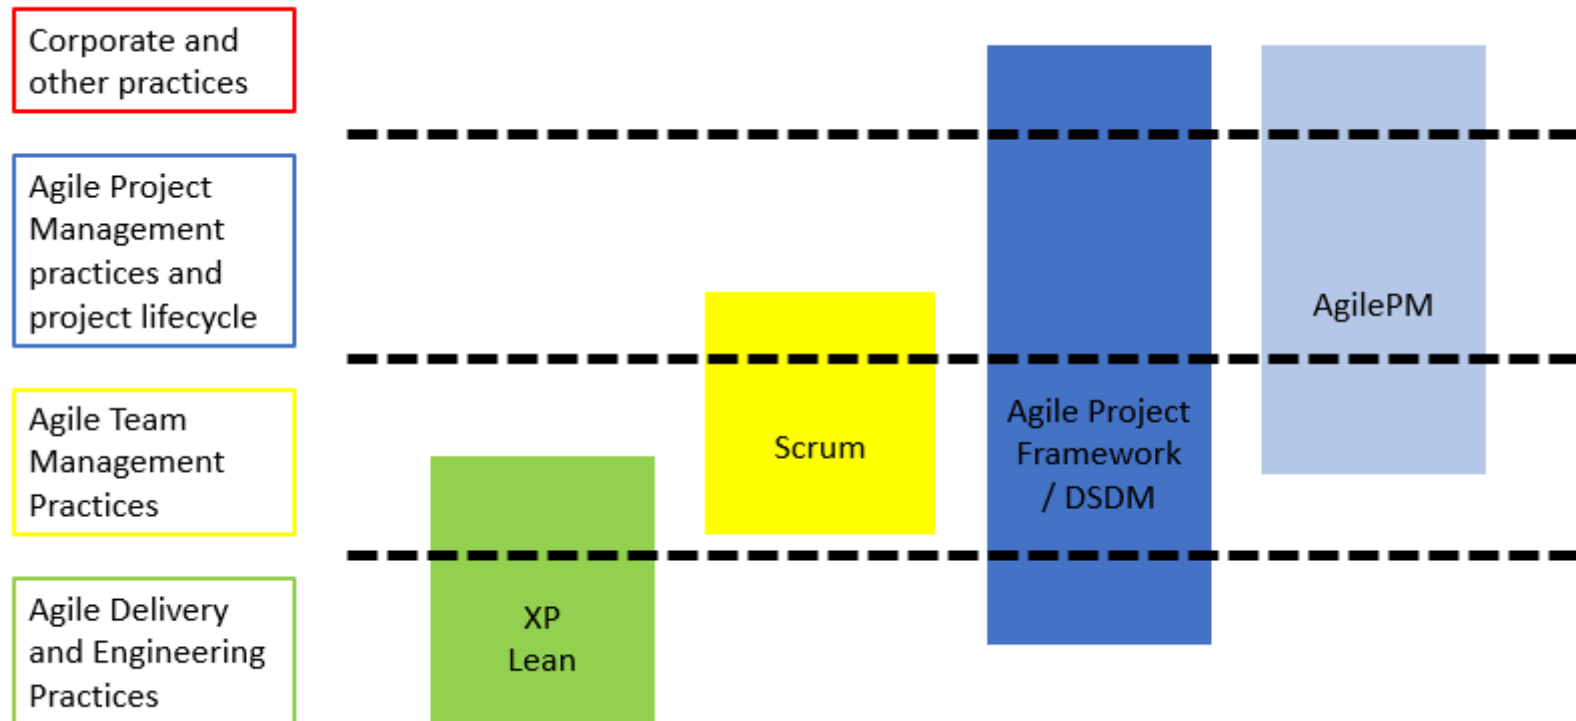 Corporate and
other practices
Agile Project
Management
practices and
project lifecycle
Agile Team
Management
Practices
Agile Delivery
and Engineering
Practices
XP
Lean
Scrum
Agile Project
Framework
/ DSDM
AgilePM